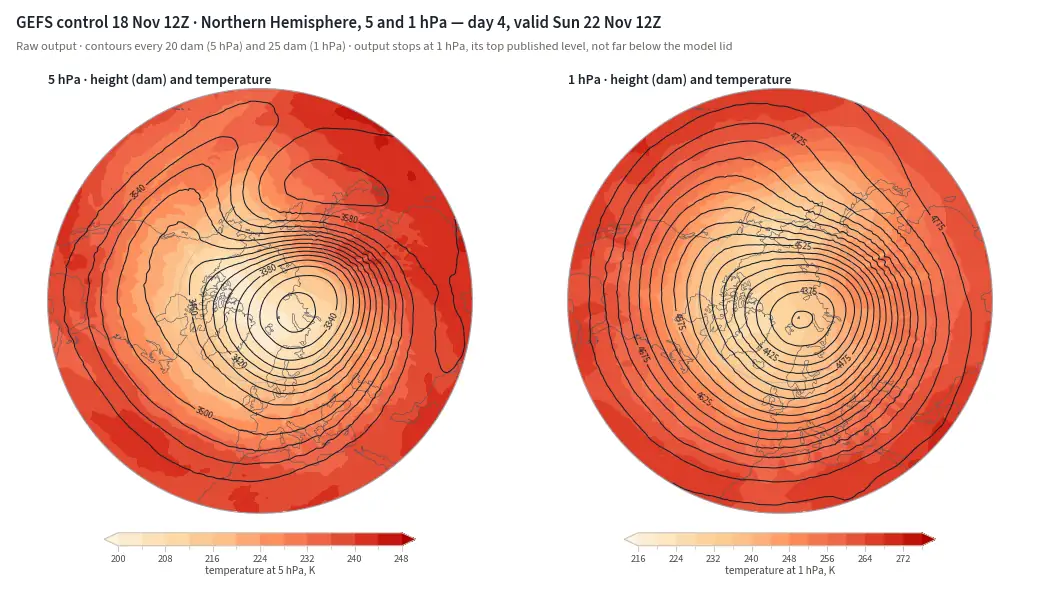 GEFS control 18 Nov 12Z · Northern Hemisphere, 5 and 1 hPa — day 4, valid Sun 22 Nov 12Z
Raw output · contours every 20 dam (5 hPa) and 25 dam (1 hPa) · output stops at 1 hPa, its top published level, not far below the model lid
5 hPa · height (dam) and temperature
1 hPa · height (dam) and temperature
3540
3580
3380
3340
3420
3500
4725
4775
4525
4375
4575
4675
4425
4475
4625
200 208 216 224 232 240 248
temperature at 5 hPa, K
216 224 232 240 248 256 264 272
temperature at 1 hPa, K